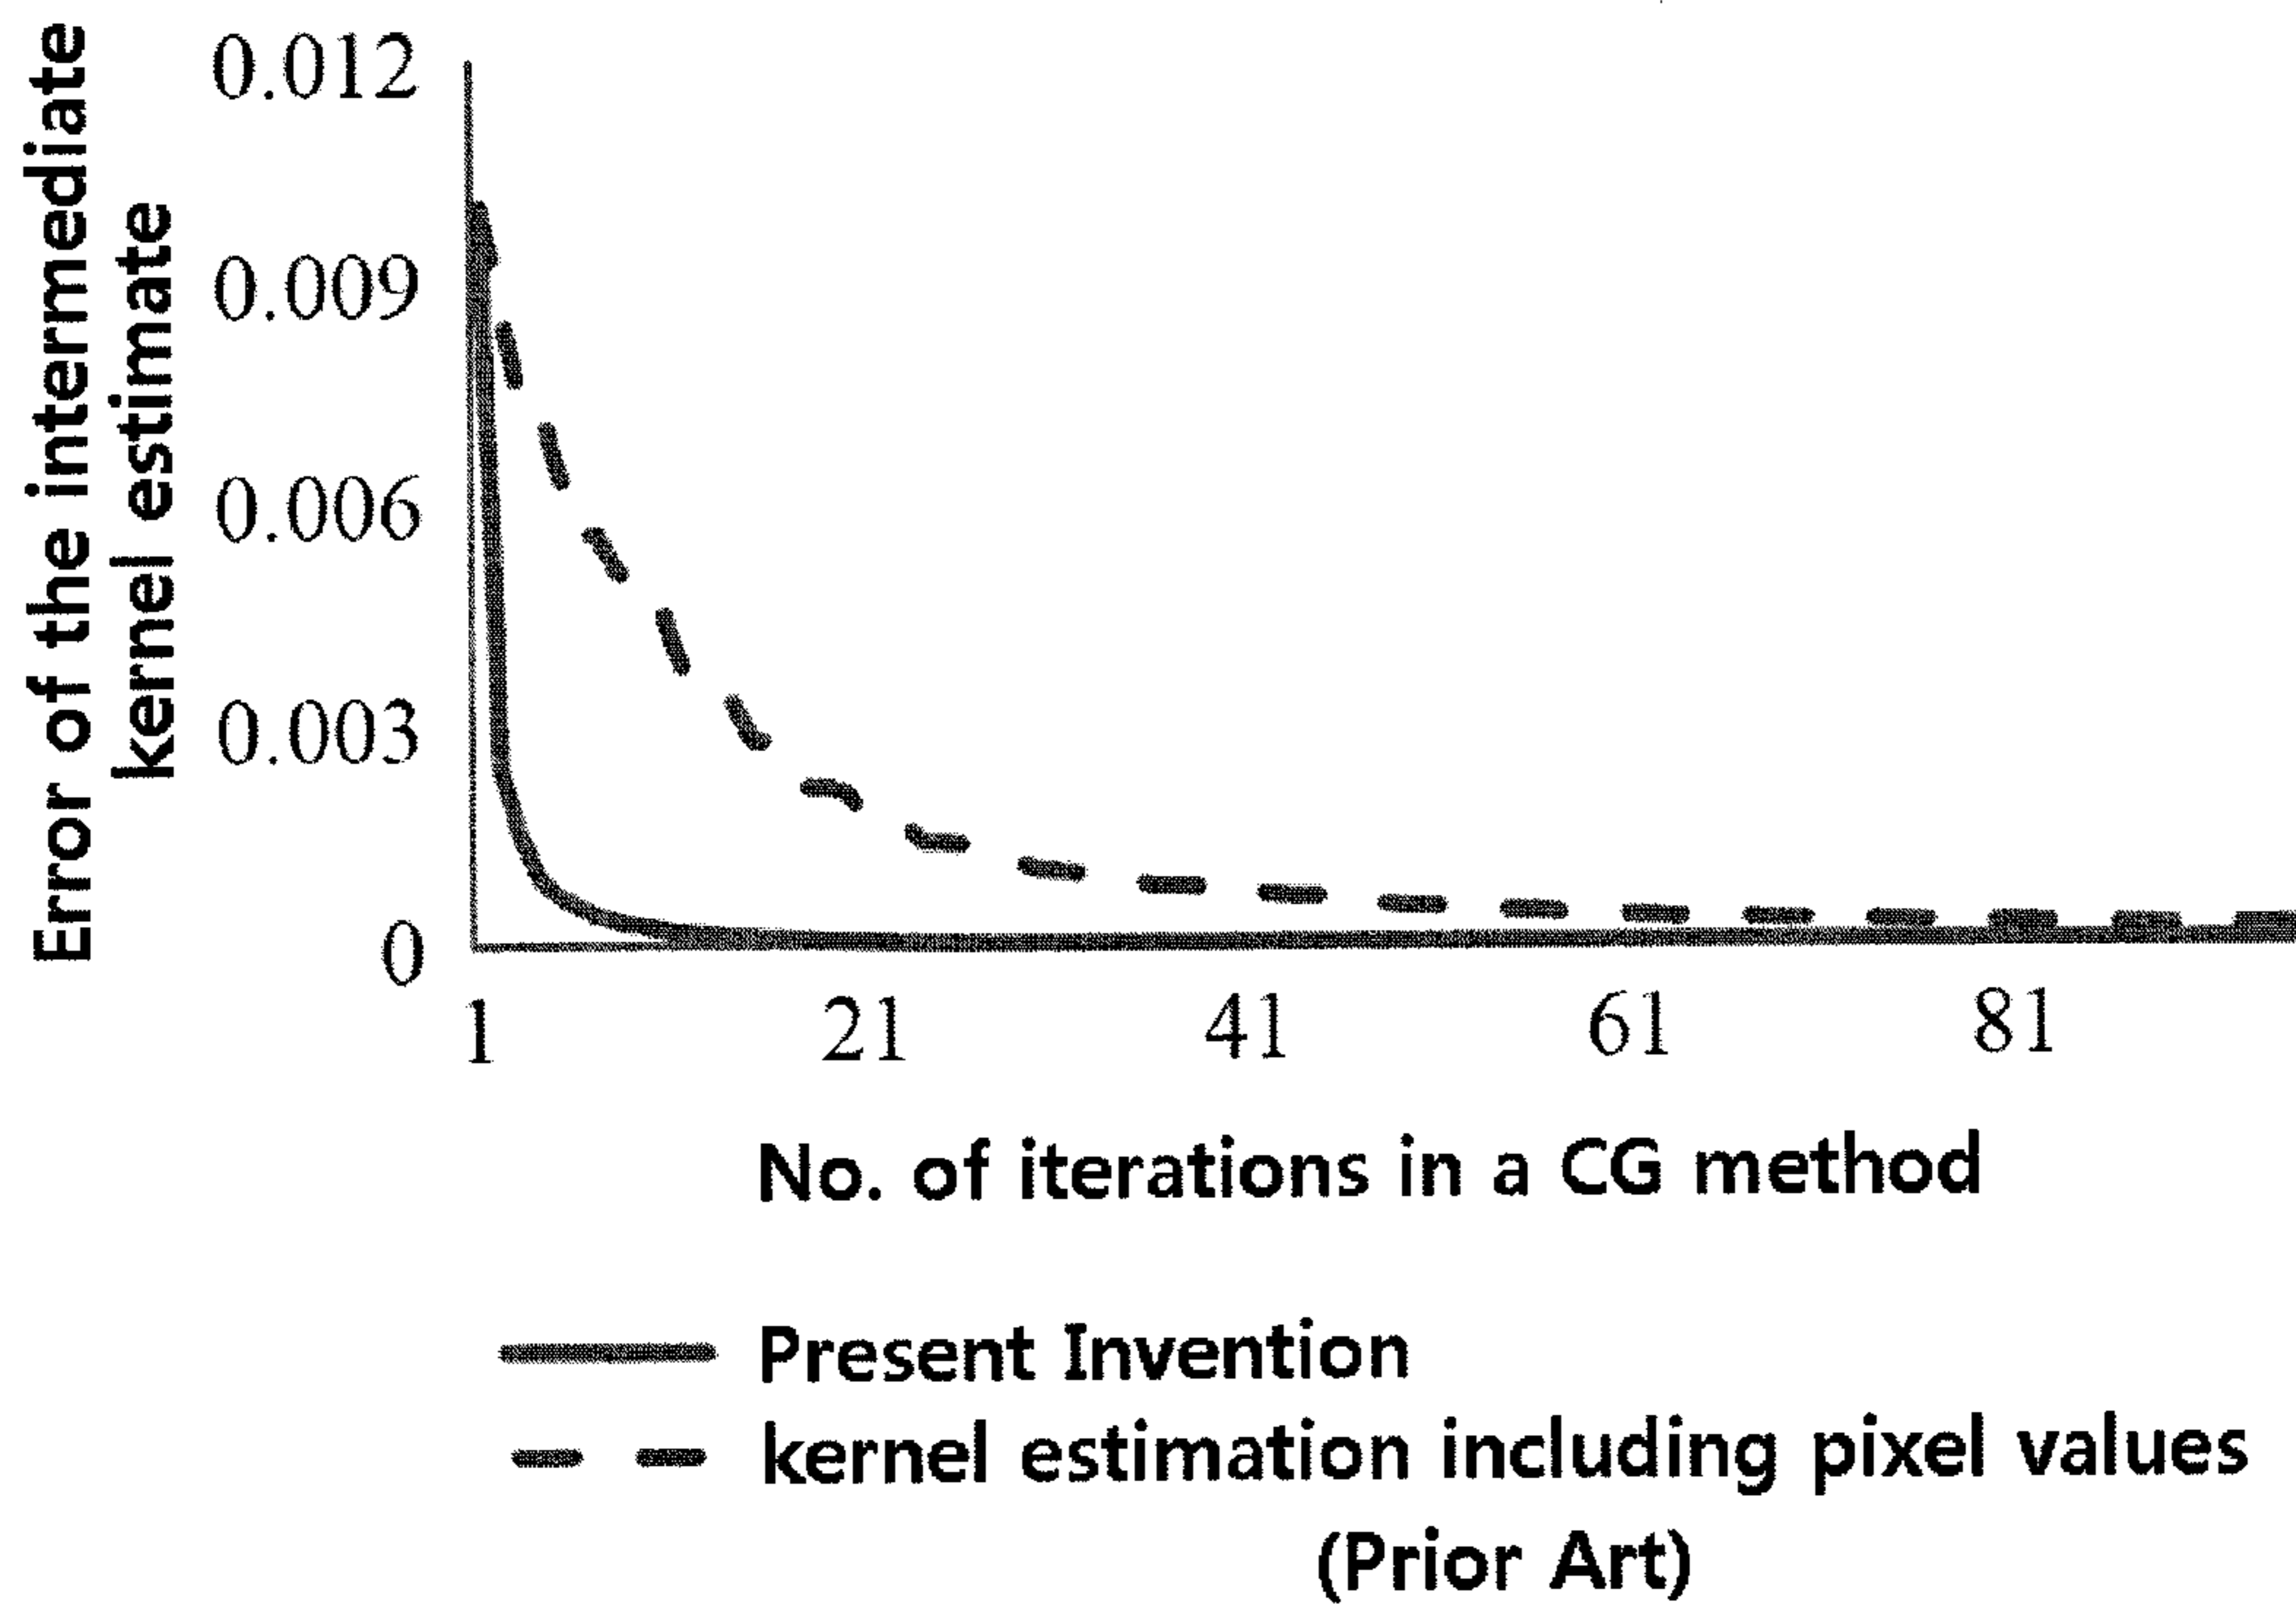 Error of the intermediate
kernel estimate
0.012
0.009
0.006
0.003
0
1 21 41 61 81
No. of iterations in a CG method
Present Invention
kernel estimation including pixel values
(Prior Art)